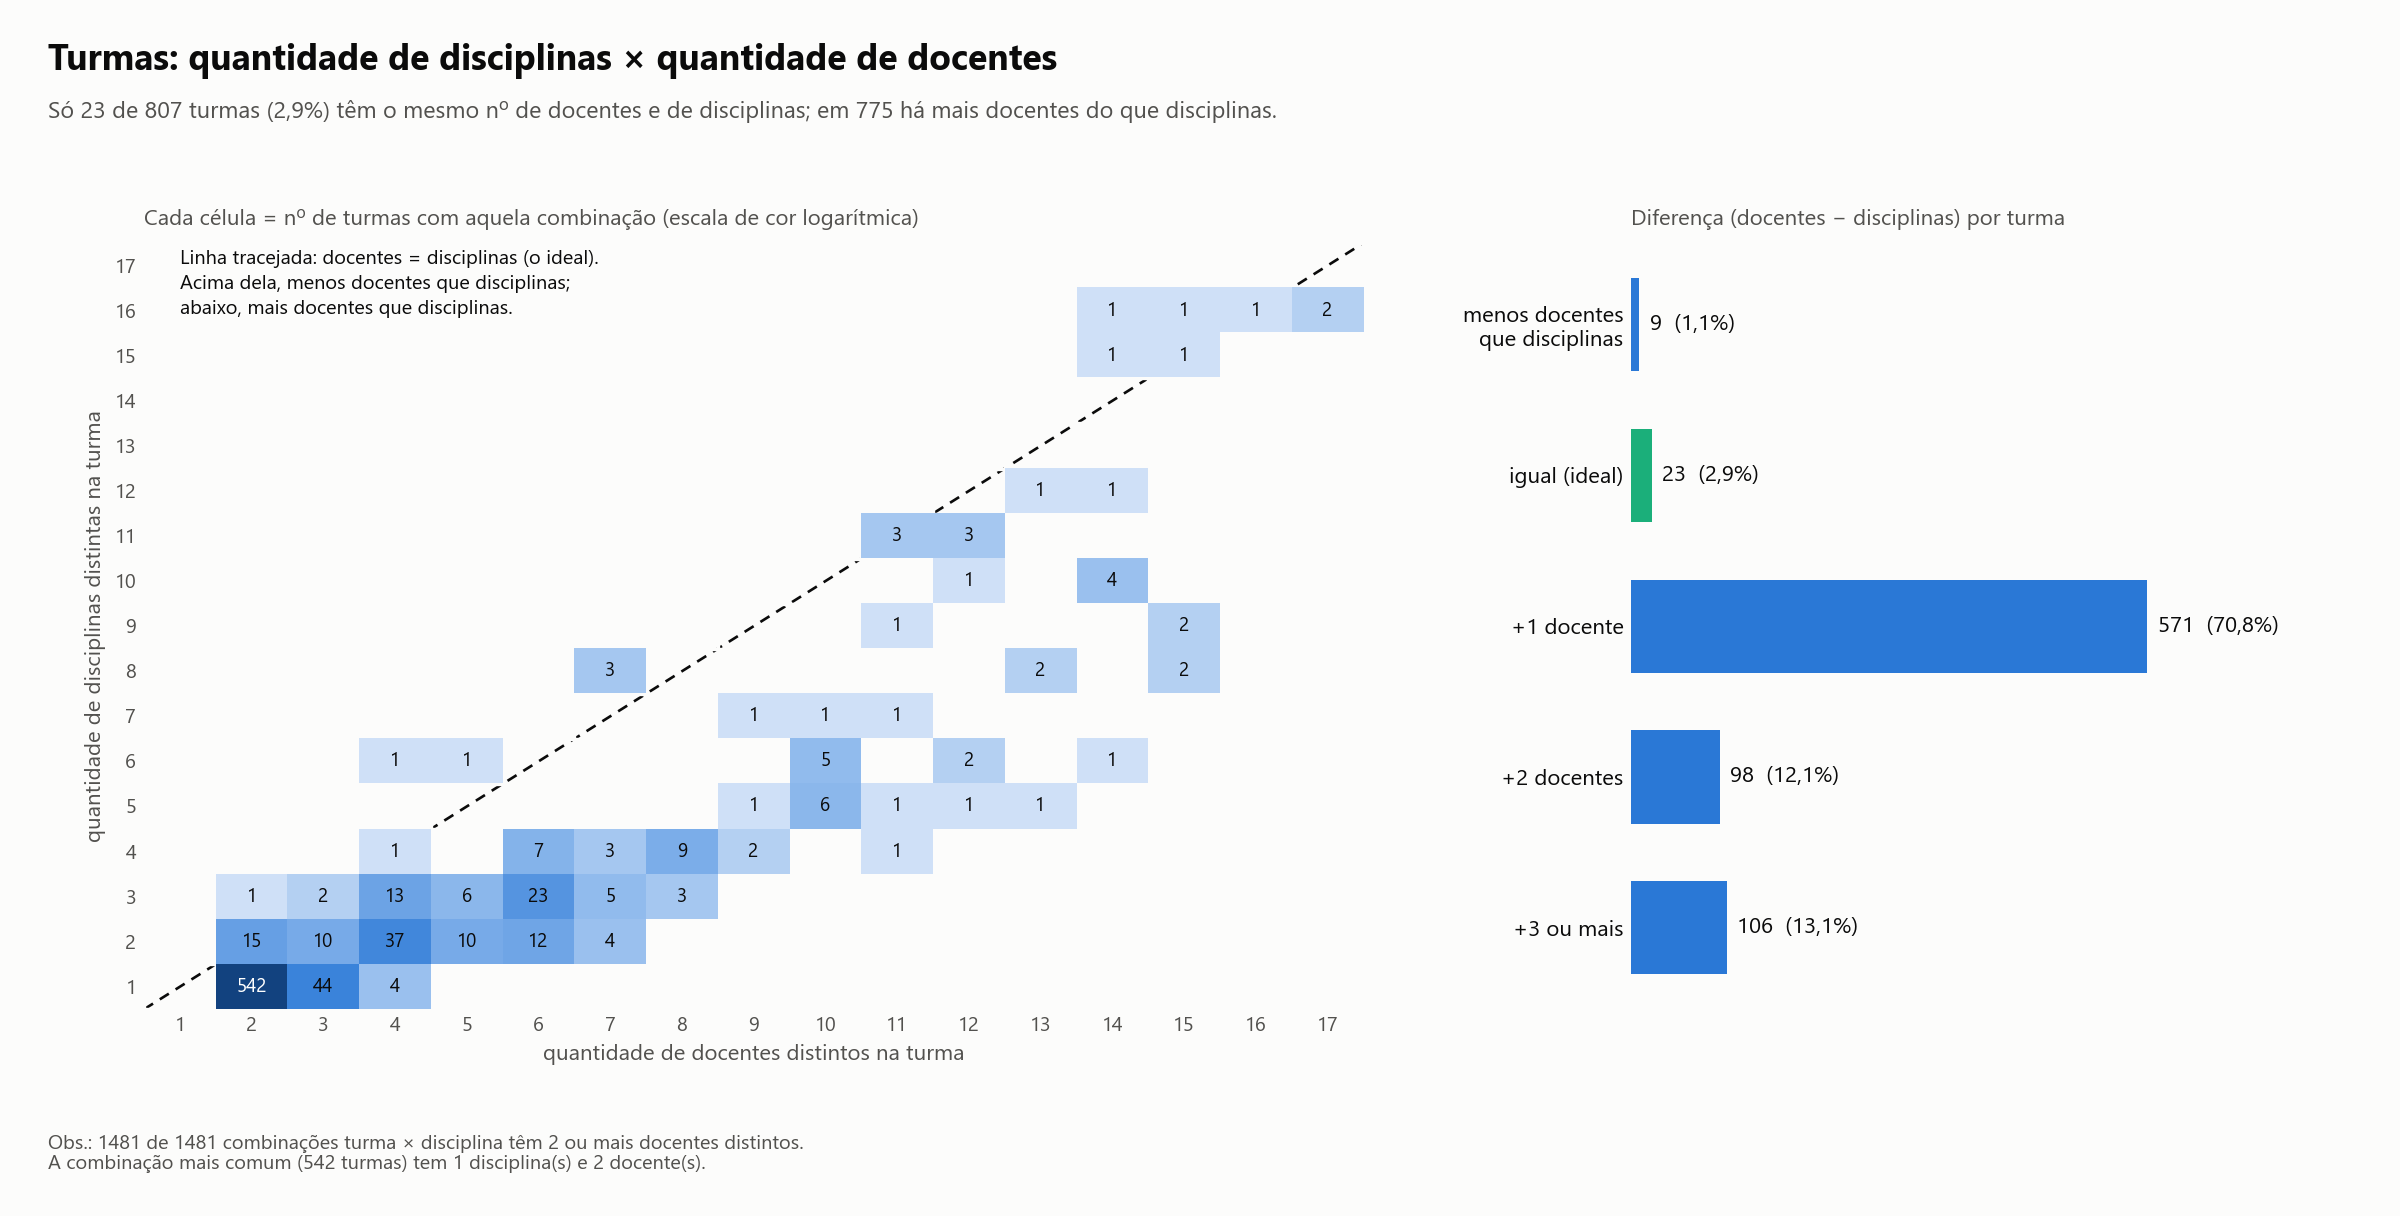 Turmas: quantidade de disciplinas × quantidade de docentes
Só 23 de 807 turmas (2,9%) têm o mesmo nº de docentes e de disciplinas; em 775 há mais docentes do que disciplinas.
Cada célula = nº de turmas com aquela combinação (escala de cor logarítmica)
Linha tracejada: docentes = disciplinas (o ideal).
Acima dela, menos docentes que disciplinas;
abaixo, mais docentes que disciplinas.
quantidade de disciplinas distintas na turma
17
16 1 1 1 2
15 1 1
14
13
12 1 1
11 3 3
10 1 4
9 1 2
8 3 2 2
7 1 1 1
6 1 1 5 2 1
5 1 6 1 1 1
4 1 7 3 9 2 1
3 1 2 13 6 23 5 3
2 15 10 37 10 12 4
1 542 44 4
1 2 3 4 5 6 7 8 9 10 11 12 13 14 15 16 17
quantidade de docentes distintos na turma
Diferença (docentes − disciplinas) por turma
menos docentes
que disciplinas
9 (1,1%)
igual (ideal) 23 (2,9%)
+1 docente 571 (70,8%)
+2 docentes 98 (12,1%)
+3 ou mais 106 (13,1%)
Obs.: 1481 de 1481 combinações turma × disciplina têm 2 ou mais docentes distintos.
A combinação mais comum (542 turmas) tem 1 disciplina(s) e 2 docente(s).